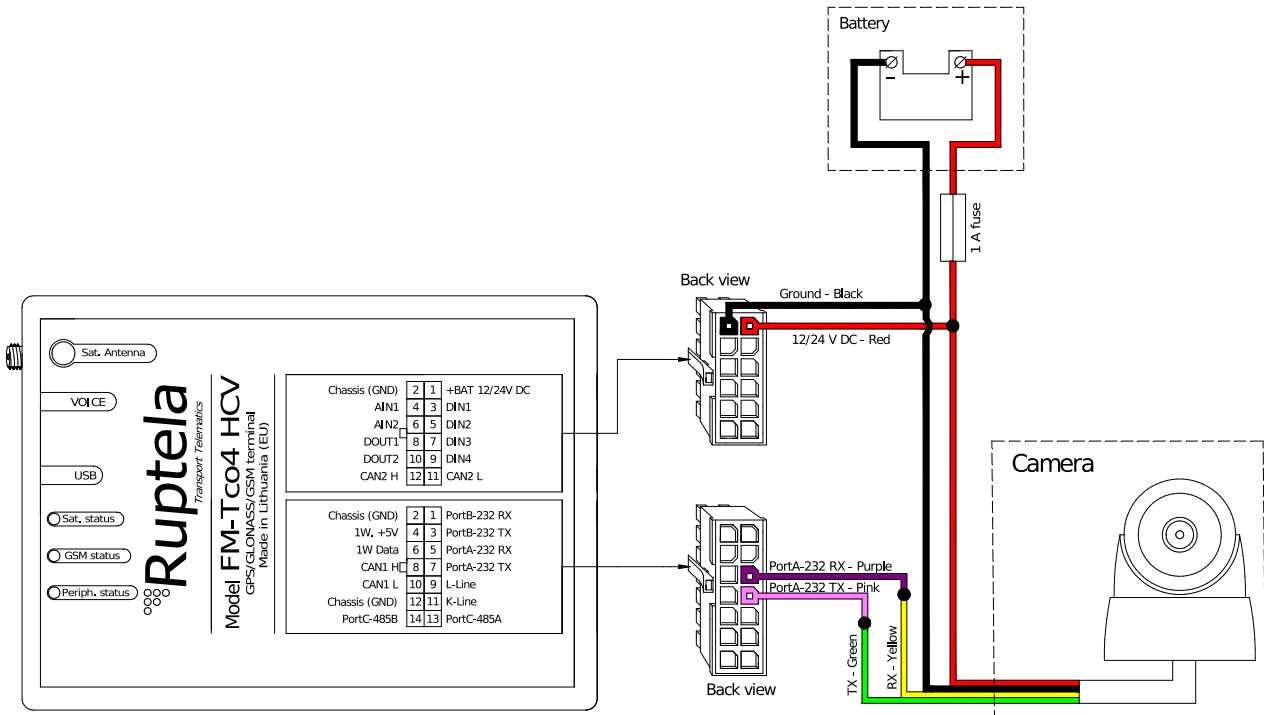 Battery
-
+
1 A fuse
Back view
Ground - Black
12/24 V DC - Red
Sat. Antenna
VOICE
USB
Sat. status
GSM status
Periph. status
Ruptela
Transport Telematics
Model FM-Tco4 HCV
GPS/GLONASS/GSM terminal
Made in Lithuania (EU)
Chassis (GND) 2 1 +BAT 12/24V DC
AIN1 4 3 DIN1
AIN2 6 5 DIN2
DOUT1 8 7 DIN3
DOUT2 10 9 DIN4
CAN2 H 12 11 CAN2 L
Chassis (GND) 2 1 PortB-232 RX
1W. +5V 4 3 PortB-232 TX
1W Data 6 5 PortA-232 RX
CAN1 H 8 7 PortA-232 TX
CAN1 L 10 9 L-Line
Chassis (GND) 12 11 K-Line
PortC-485B 14 13 PortC-485A
PortA-232 RX - Purple
PortA-232 TX - Pink
TX - Green
RX - Yellow
Back view
Camera